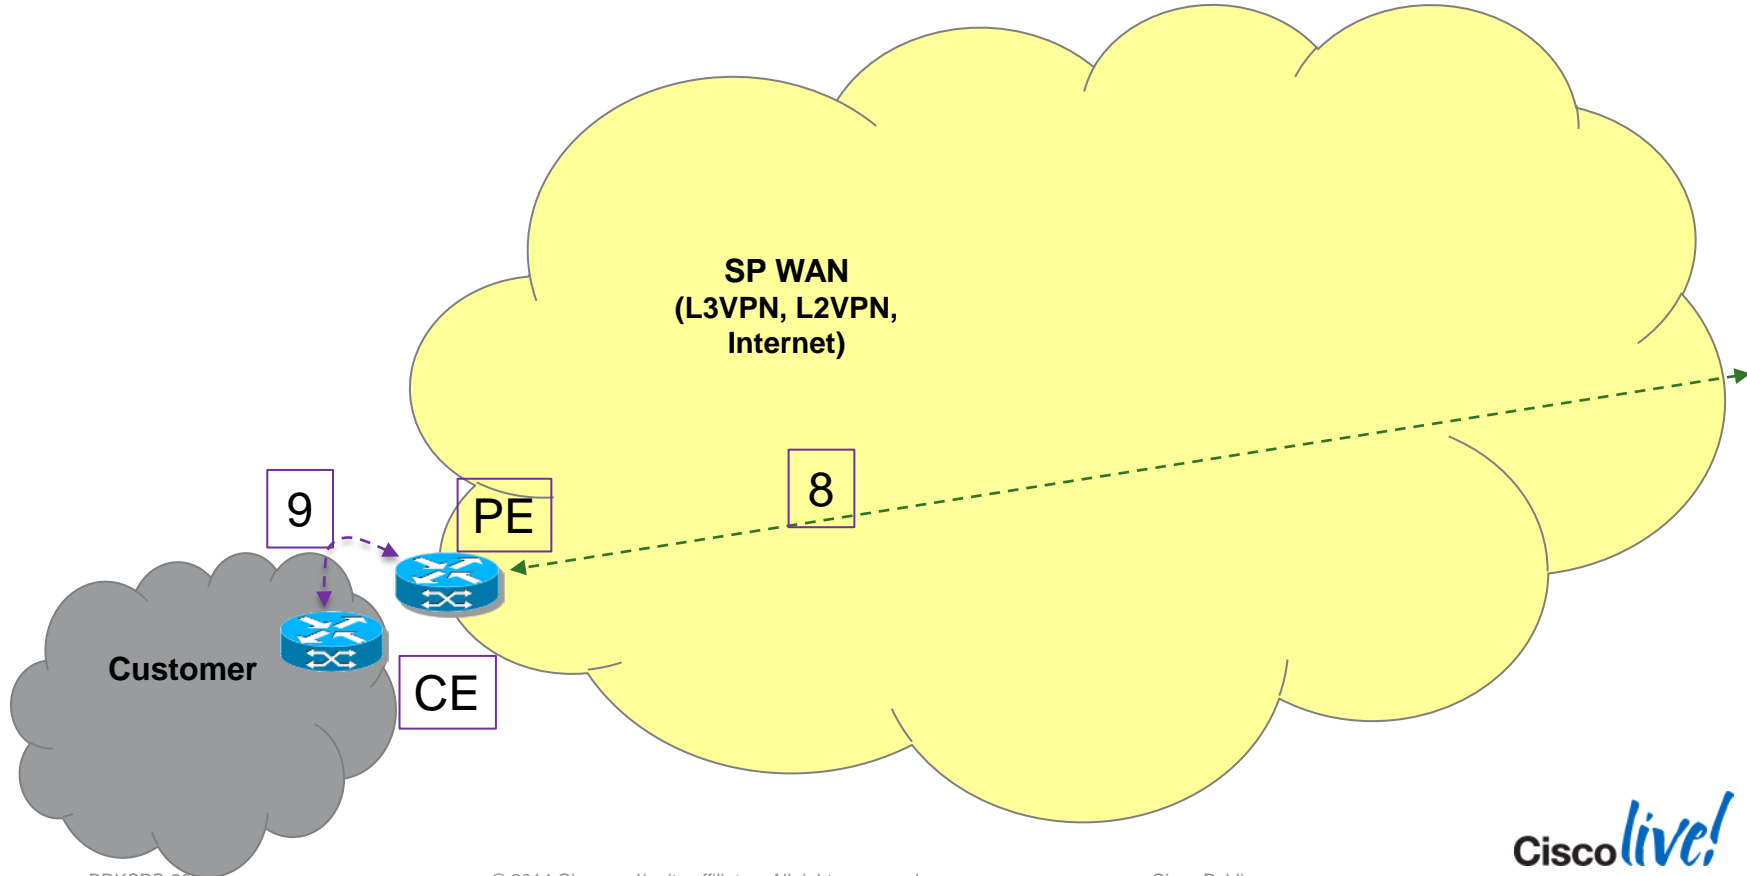 SP WAN
(L3VPN, L2VPN,
Internet)
8
9
PE
Customer
CE
Cisco live!